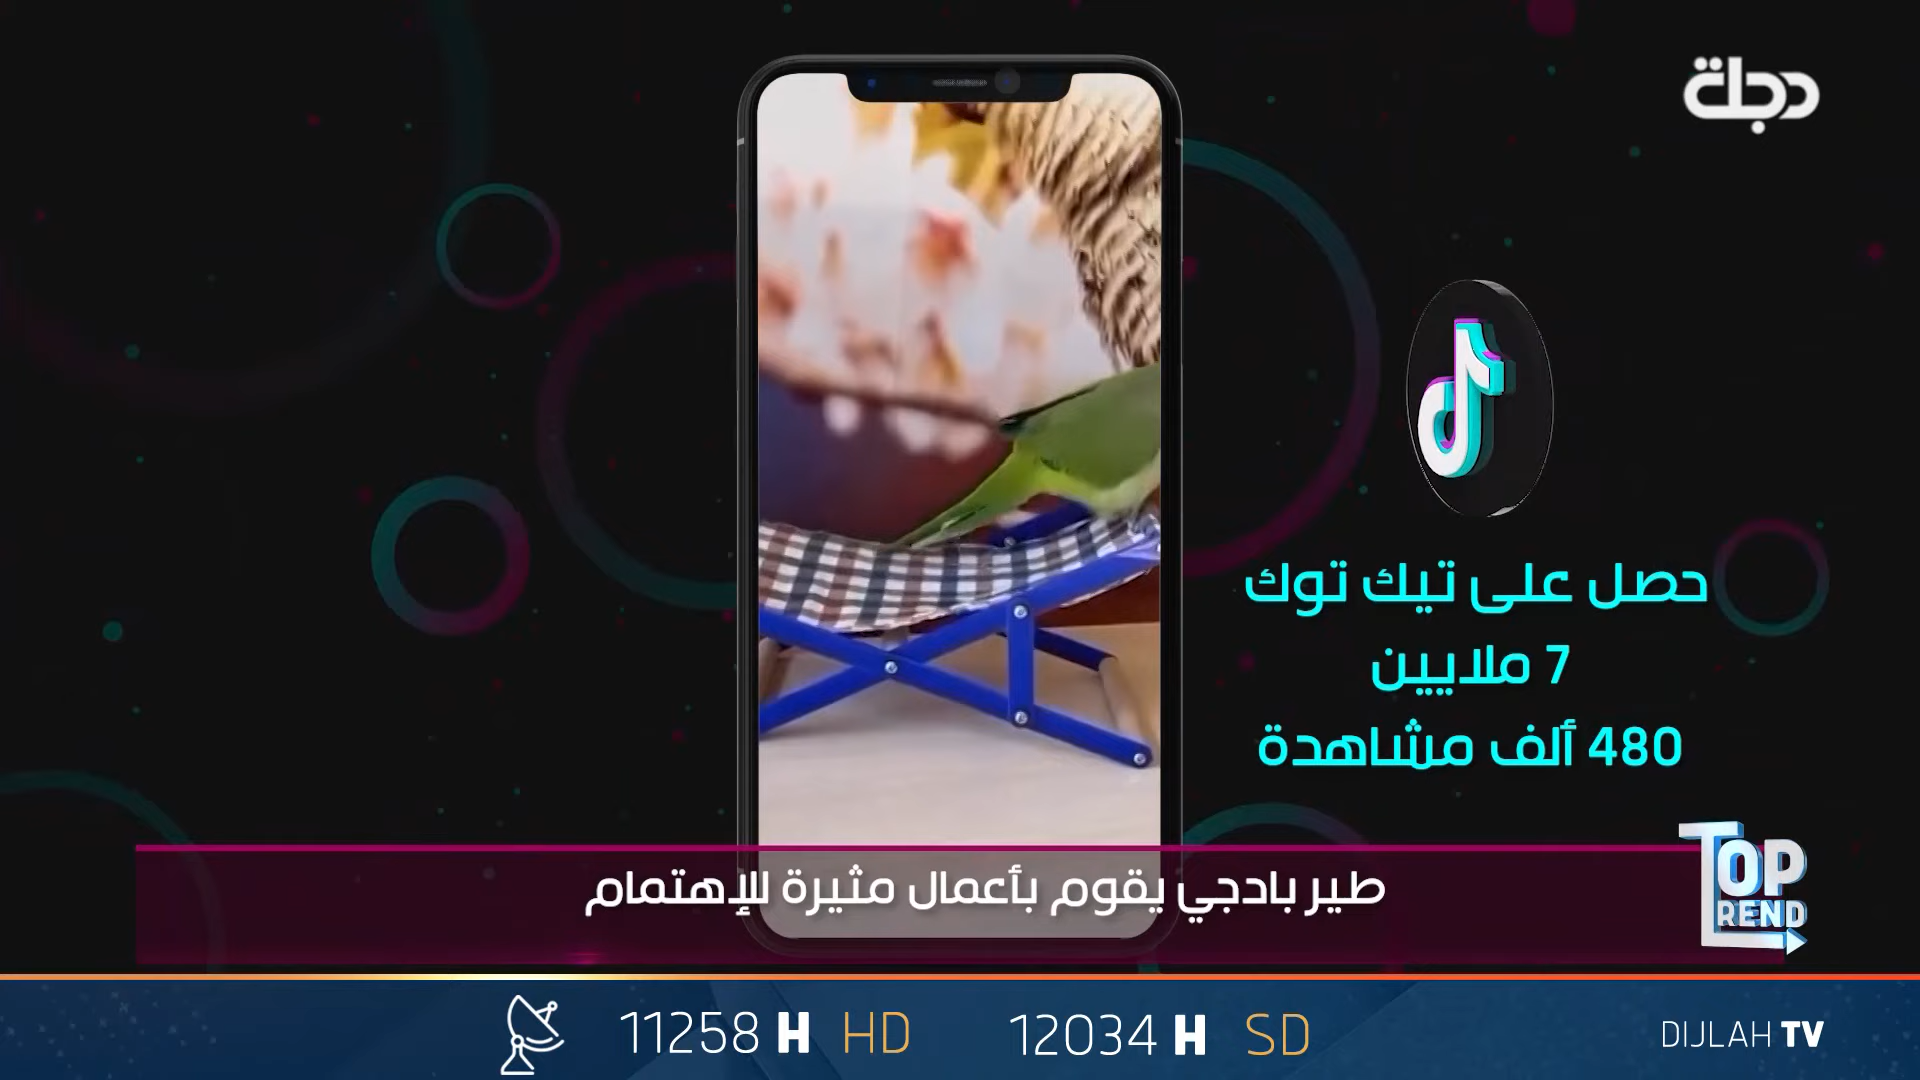 دجلة
حصل على تيك توك
7 ملايين
480 ألف مشاهدة
طير بادجي يقوم بأعمال مثيرة للإهتمام
TOP
TREND
11258 H HD 12034 H SD
DIJLAH TV